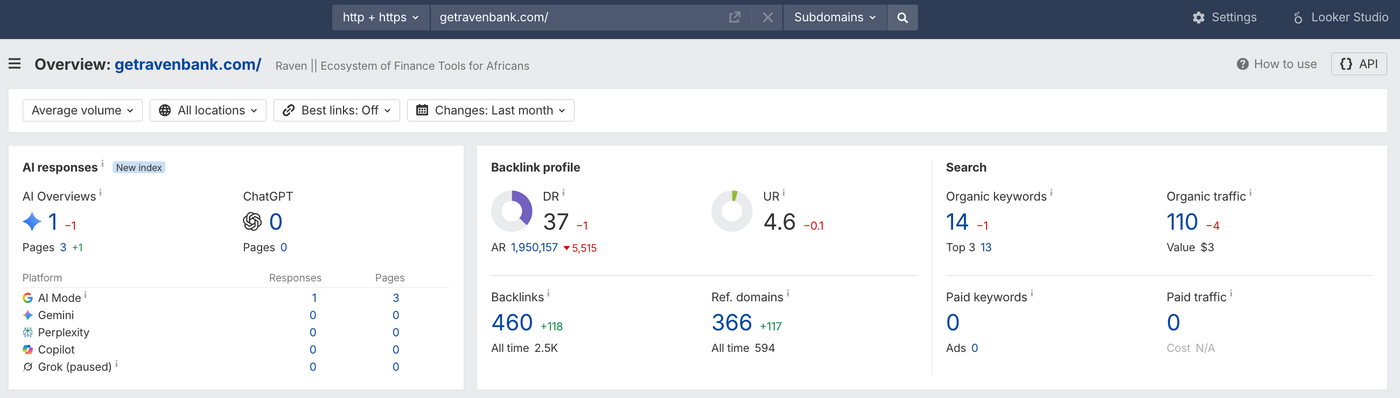 http + https getravenbank.com/ Subdomains Settings Looker Studio
Overview: getravenbank.com/ Raven || Ecosystem of Finance Tools for Africans How to use {} API
Average volume All locations Best links: Off Changes: Last month
AI responses i New index
AI Overviews i ChatGPT
1 −1 0
Pages 3 +1 Pages 0
Platform Responses Pages
AI Mode i 1 3
Gemini 0 0
Perplexity 0 0
Copilot 0 0
Grok (paused) i 0 0
Backlink profile
DR i UR i
37 −1 4.6 −0.1
AR 1,950,157 ▼5,515
Backlinks i Ref. domains i
460 +118 366 +117
All time 2.5K All time 594
Search
Organic keywords i Organic traffic i
14 −1 110 −4
Top 3 13 Value $3
Paid keywords i Paid traffic i
0 0
Ads 0 Cost N/A